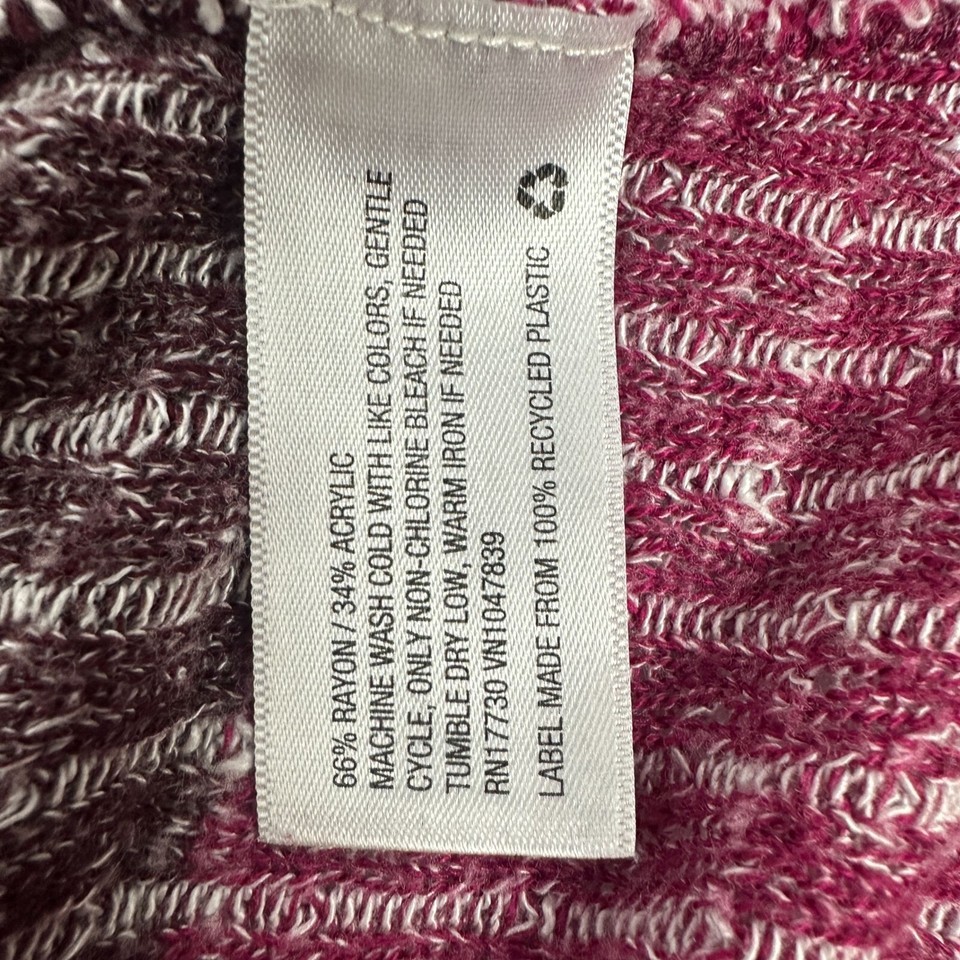 66% RAYON / 34% ACRYLIC
MACHINE WASH COLD WITH LIKE COLORS, GENTLE
CYCLE, ONLY NON-CHLORINE BLEACH IF NEEDED
TUMBLE DRY LOW, WARM IRON IF NEEDED
RN17730 VN1047839
LABEL MADE FROM 100% RECYCLED PLASTIC